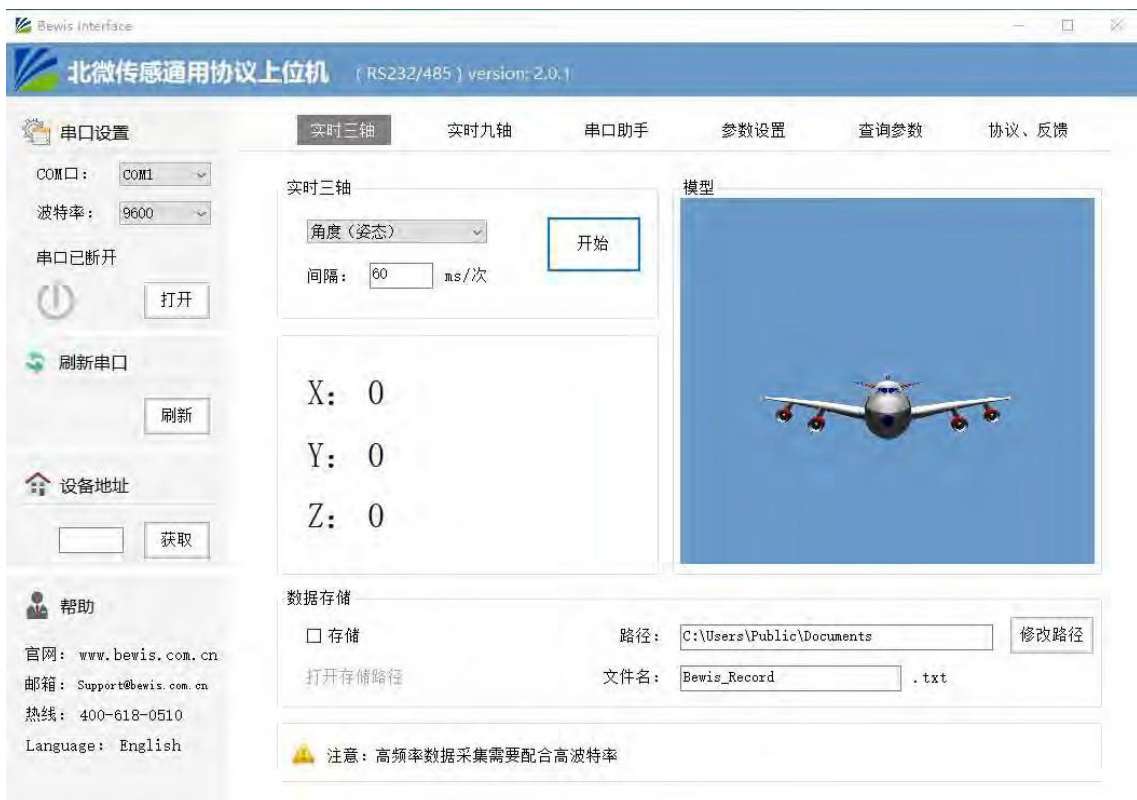 Bewis Interface
北微传感通用协议上位机 (RS232/485) version: 2.0.1
串口设置
COM口: COM1
波特率: 9600
串口已断开
打开
刷新串口
刷新
设备地址
获取
帮助
官网: www.bewis.com.cn
邮箱: Support@bewis.com.cn
热线: 400-618-0510
Language: English
实时三轴 实时九轴 串口助手 参数设置 查询参数 协议、反馈
实时三轴
角度（姿态）
开始
间隔: 60 ms/次
X: 0
Y: 0
Z: 0
模型
数据存储
存储 路径: C:\Users\Public\Documents 修改路径
打开存储路径 文件名: Bewis_Record .txt
注意: 高频率数据采集需要配合高波特率